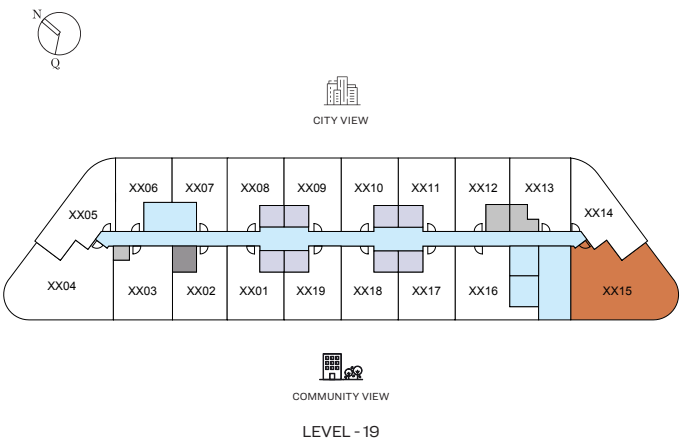 N
Q
CITY VIEW
XX06 XX07 XX08 XX09 XX10 XX11 XX12 XX13
XX05 XX14
XX04 XX03 XX02 XX01 XX19 XX18 XX17 XX16 XX15
COMMUNITY VIEW
LEVEL - 19